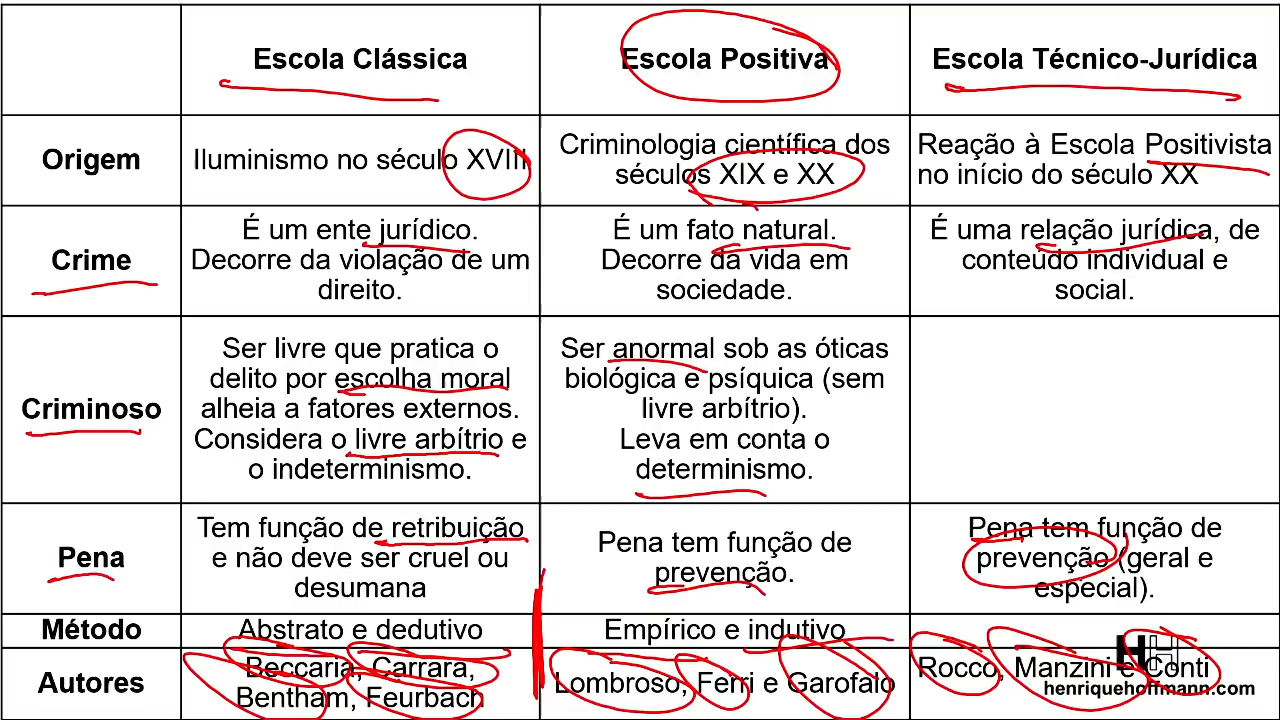 Escola Clássica
Escola Positiva
Escola Técnico-Jurídica
Origem
Iluminismo no século XVIII
Criminologia científica dos
séculos XIX e XX
Reação à Escola Positivista
no início do século XX
Crime
É um ente jurídico.
Decorre da violação de um
direito.
É um fato natural.
Decorre da vida em
sociedade.
É uma relação jurídica, de
conteúdo individual e
social.
Criminoso
Ser livre que pratica o
delito por escolha moral
alheia a fatores externos.
Considera o livre arbítrio e
o indeterminismo.
Ser anormal sob as óticas
biológica e psíquica (sem
livre arbítrio).
Leva em conta o
determinismo.
Pena
Tem função de retribuição
e não deve ser cruel ou
desumana
Pena tem função de
prevenção.
Pena tem função de
prevenção (geral e
especial).
Método
Abstrato e dedutivo
Empírico e indutivo
Autores
Beccaria, Carrara,
Bentham, Feurbach
Lombroso, Ferri e Garofalo
Rocco, Manzini e Conti
henriquehoffmann.com